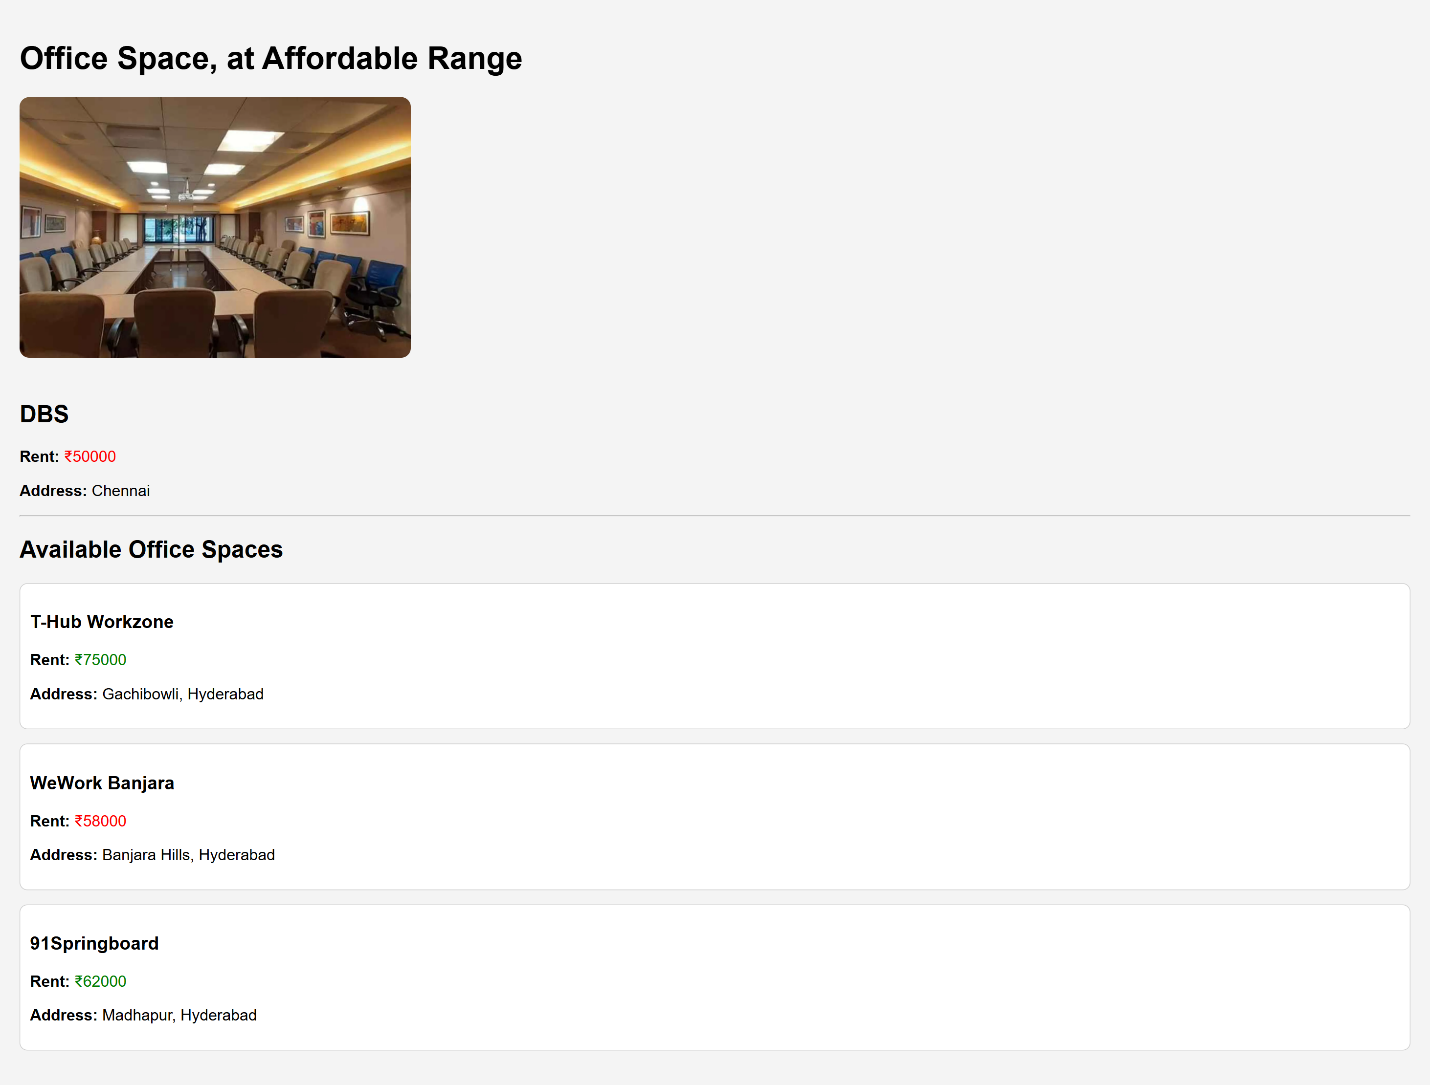 Office Space, at Affordable Range
DBS
Rent: ₹50000
Address: Chennai
Available Office Spaces
T-Hub Workzone
Rent: ₹75000
Address: Gachibowli, Hyderabad
WeWork Banjara
Rent: ₹58000
Address: Banjara Hills, Hyderabad
91Springboard
Rent: ₹62000
Address: Madhapur, Hyderabad